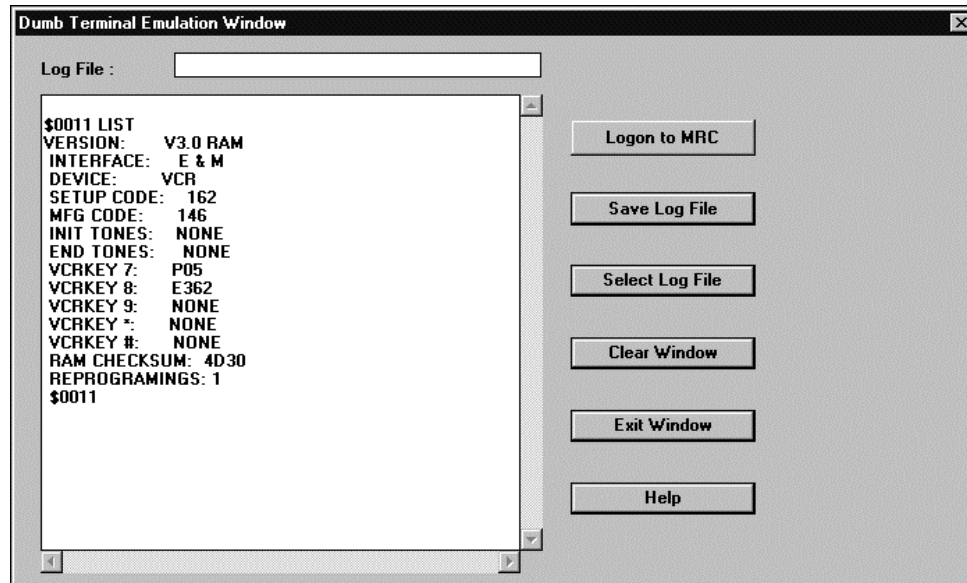 Dumb Terminal Emulation Window
Log File :
$0011 LIST
VERSION: V3.0 RAM
INTERFACE: E & M
DEVICE: VCR
SETUP CODE: 162
MFG CODE: 146
INIT TONES: NONE
END TONES: NONE
VCRKEY 7: P05
VCRKEY 8: E362
VCRKEY 9: NONE
VCRKEY *: NONE
VCRKEY #: NONE
RAM CHECKSUM: 4D30
REPROGRAMINGS: 1
$0011
Logon to MRC
Save Log File
Select Log File
Clear Window
Exit Window
Help